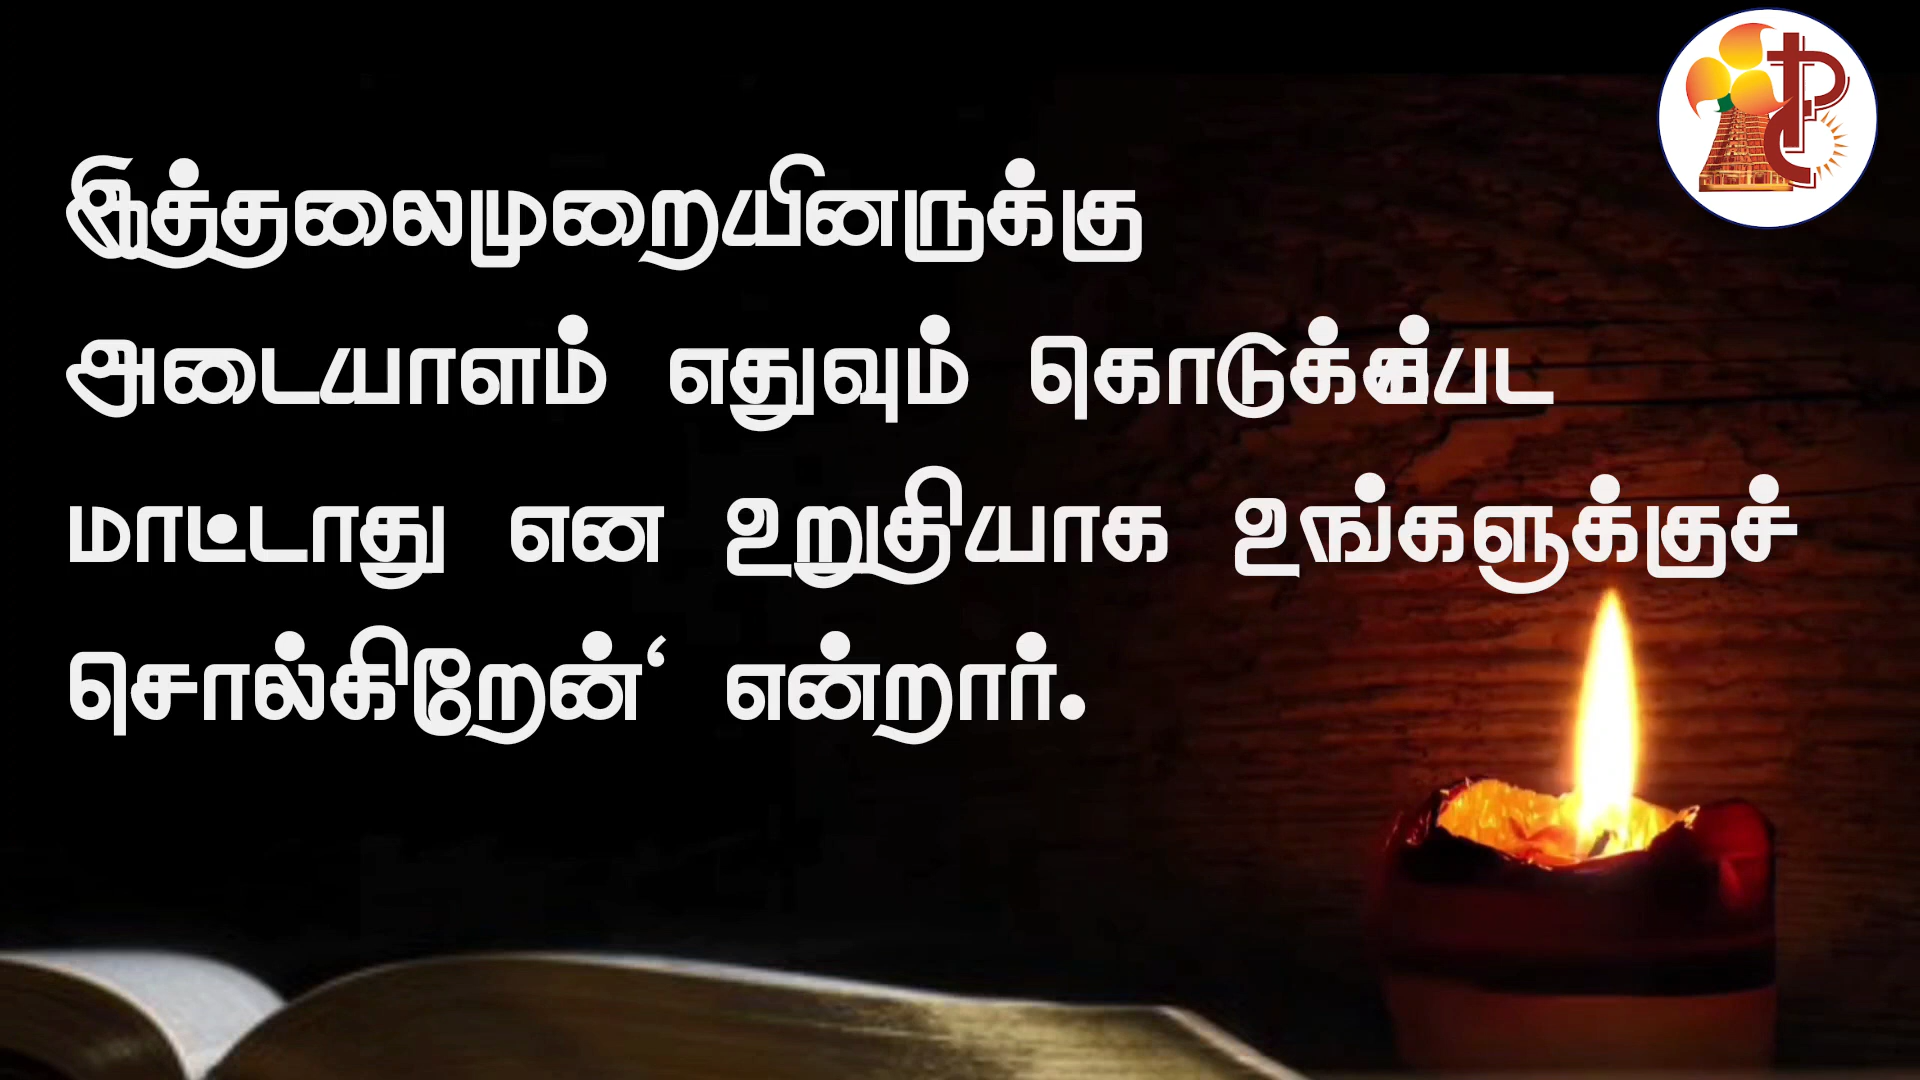 இத்தலைமுறையினருக்கு
அடையாளம் எதுவும் கொடுக்கப்பட
மாட்டாது என உறுதியாக உங்களுக்குச்
சொல்கிறேன்‘ என்றார்.